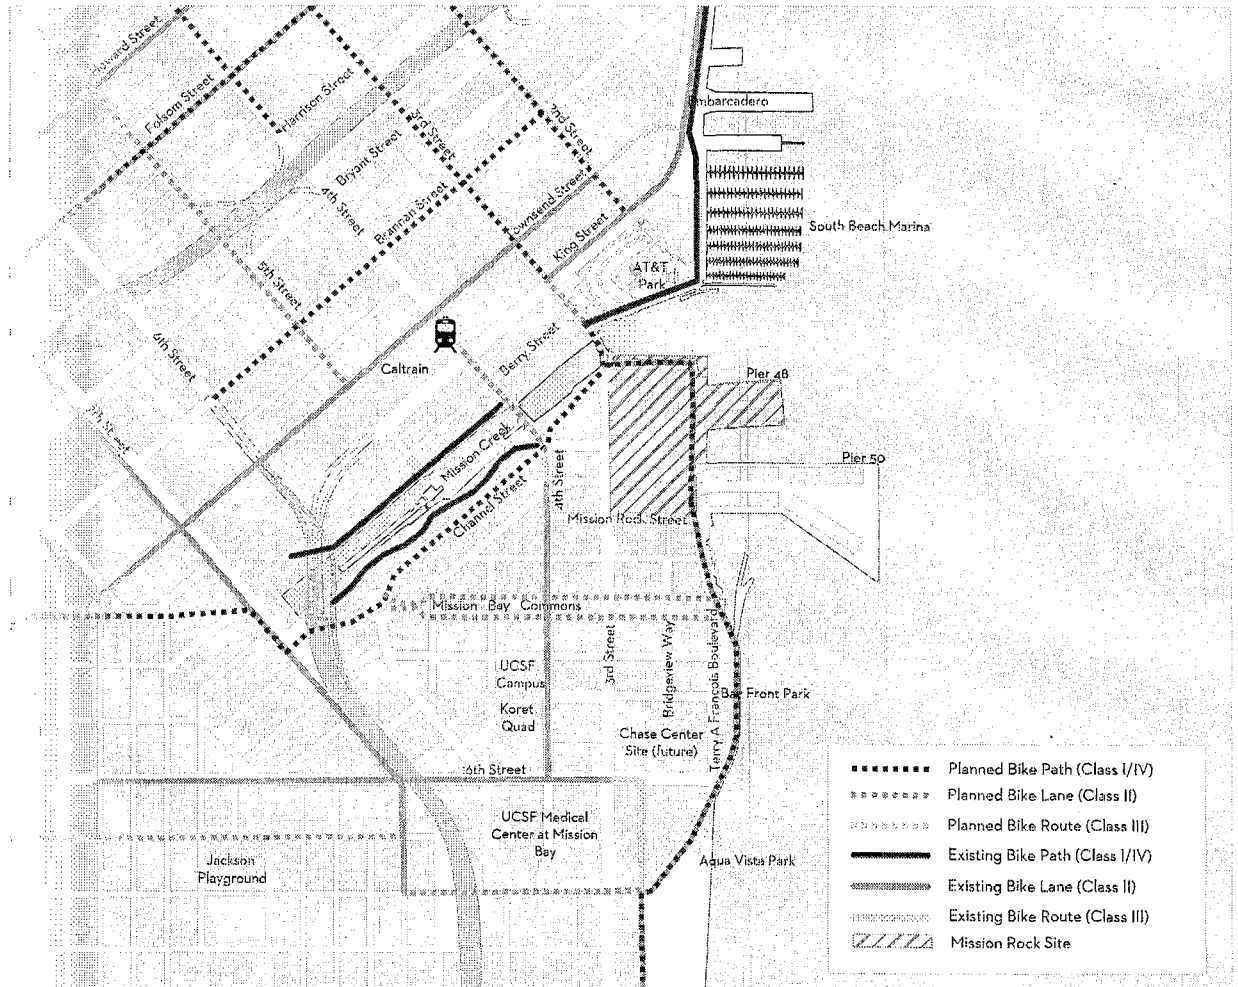 Howard Street
Folsom Street
Harrison Street
3rd Street
2nd Street
Embarcadero
Bryant Street
4th Street
Brannan Street
Townsend Street
King Street
South Beach Marina
AT&T
Park
5th Street
6th Street
Berry Street
Caltrain
Pier 48
7th Street
Mission Creek
Pier 50
4th Street
Channel Street
Mission Rock Street
Mission Bay Commons
3rd Street
Bridgeview Way
Terry A Francois Boulevard
UCSF
Campus
Koret
Quad
Bay Front Park
Chase Center
Site (future)
16th Street
UCSF Medical
Center at Mission
Bay
Jackson
Playground
Agua Vista Park
Planned Bike Path (Class I/IV)
Planned Bike Lane (Class II)
Planned Bike Route (Class III)
Existing Bike Path (Class I/IV)
Existing Bike Lane (Class II)
Existing Bike Route (Class III)
Mission Rock Site